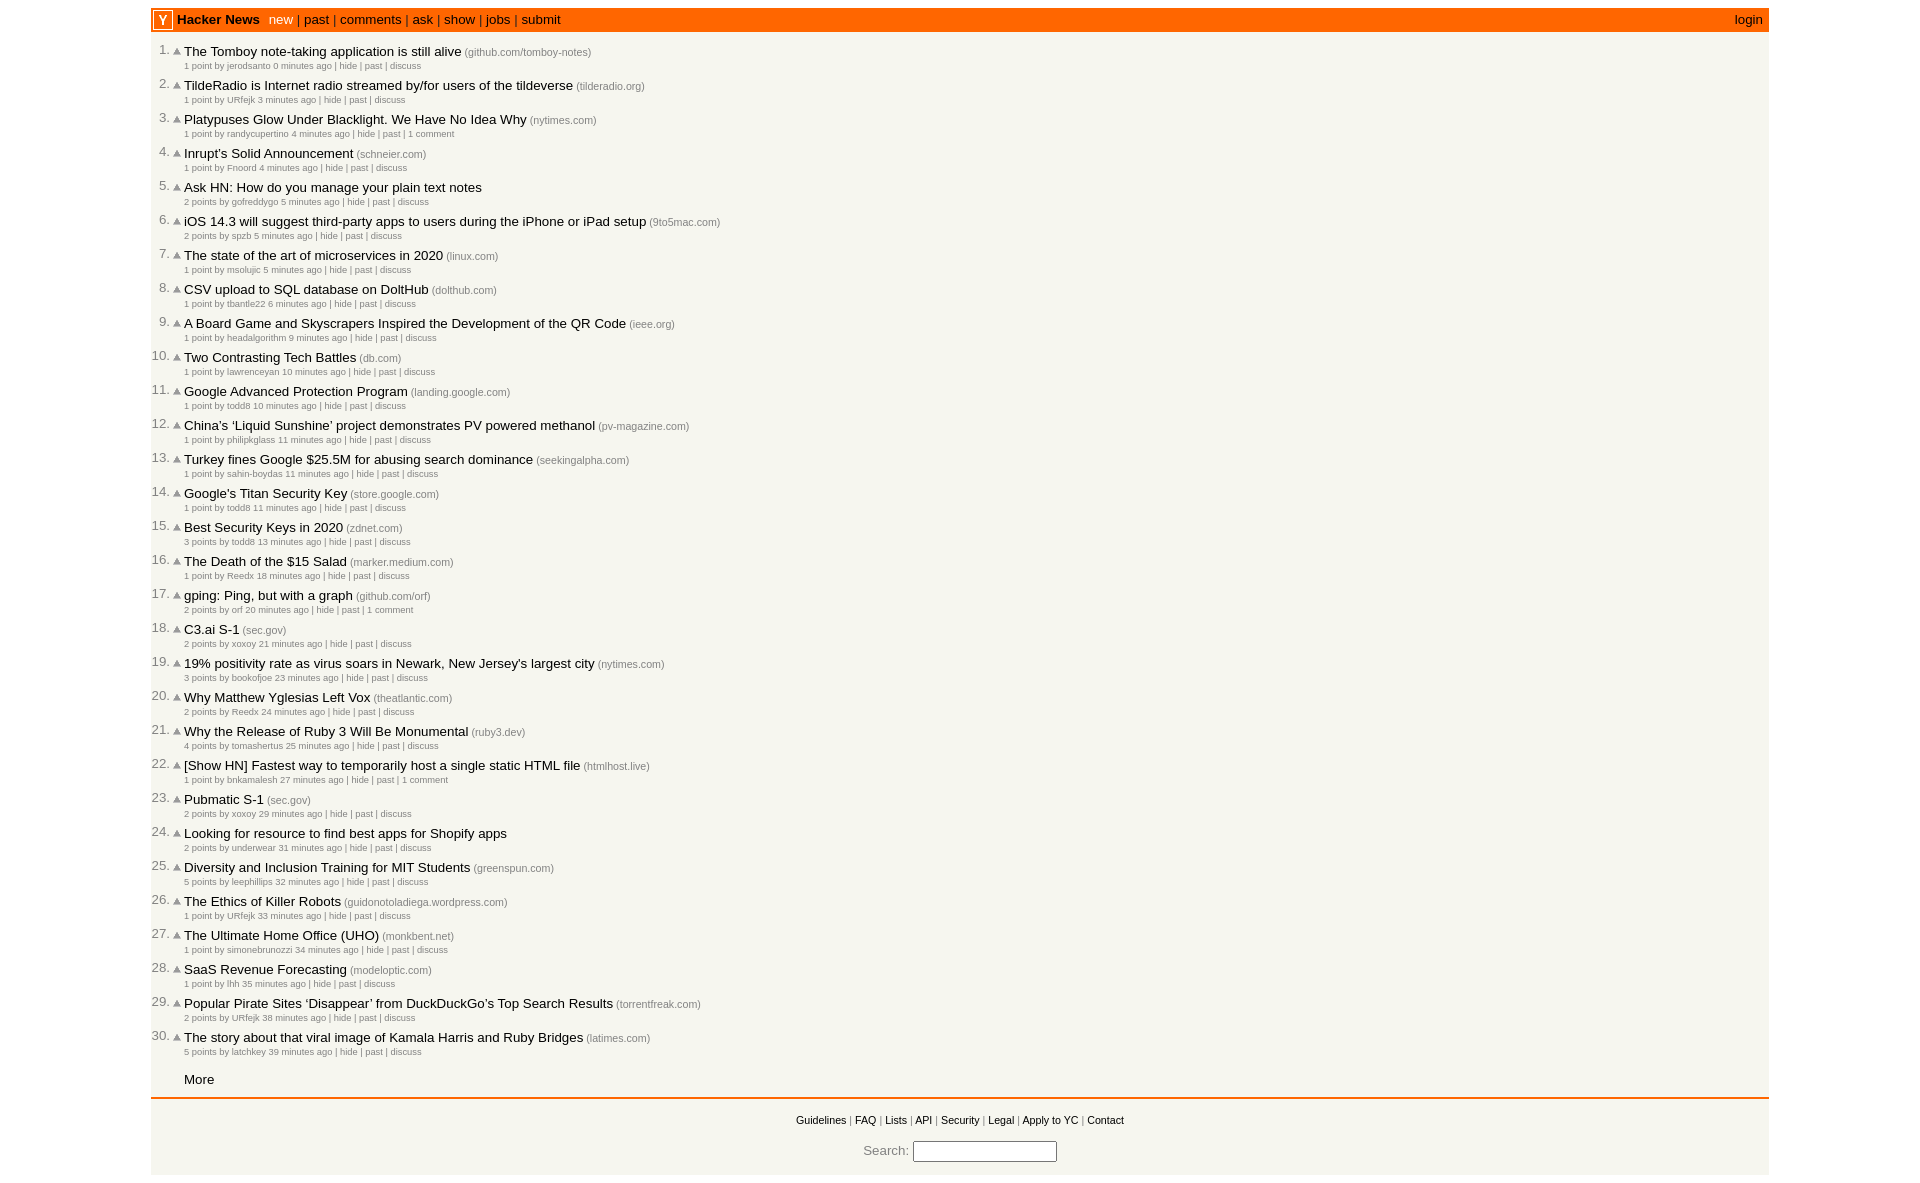 Y Hacker News new | past | comments | ask | show | jobs | submit login
1. The Tomboy note-taking application is still alive (github.com/tomboy-notes)
1 point by jerodsanto 0 minutes ago | hide | past | discuss
2. TildeRadio is Internet radio streamed by/for users of the tildeverse (tilderadio.org)
1 point by URfejk 3 minutes ago | hide | past | discuss
3. Platypuses Glow Under Blacklight. We Have No Idea Why (nytimes.com)
1 point by randycupertino 4 minutes ago | hide | past | 1 comment
4. Inrupt’s Solid Announcement (schneier.com)
1 point by Fnoord 4 minutes ago | hide | past | discuss
5. Ask HN: How do you manage your plain text notes
2 points by gofreddygo 5 minutes ago | hide | past | discuss
6. iOS 14.3 will suggest third-party apps to users during the iPhone or iPad setup (9to5mac.com)
2 points by spzb 5 minutes ago | hide | past | discuss
7. The state of the art of microservices in 2020 (linux.com)
1 point by msolujic 5 minutes ago | hide | past | discuss
8. CSV upload to SQL database on DoltHub (dolthub.com)
1 point by tbantle22 6 minutes ago | hide | past | discuss
9. A Board Game and Skyscrapers Inspired the Development of the QR Code (ieee.org)
1 point by headalgorithm 9 minutes ago | hide | past | discuss
10. Two Contrasting Tech Battles (db.com)
1 point by lawrenceyan 10 minutes ago | hide | past | discuss
11. Google Advanced Protection Program (landing.google.com)
1 point by todd8 10 minutes ago | hide | past | discuss
12. China’s ‘Liquid Sunshine’ project demonstrates PV powered methanol (pv-magazine.com)
1 point by philipkglass 11 minutes ago | hide | past | discuss
13. Turkey fines Google $25.5M for abusing search dominance (seekingalpha.com)
1 point by sahin-boydas 11 minutes ago | hide | past | discuss
14. Google's Titan Security Key (store.google.com)
1 point by todd8 11 minutes ago | hide | past | discuss
15. Best Security Keys in 2020 (zdnet.com)
3 points by todd8 13 minutes ago | hide | past | discuss
16. The Death of the $15 Salad (marker.medium.com)
1 point by Reedx 18 minutes ago | hide | past | discuss
17. gping: Ping, but with a graph (github.com/orf)
2 points by orf 20 minutes ago | hide | past | 1 comment
18. C3.ai S-1 (sec.gov)
2 points by xoxoy 21 minutes ago | hide | past | discuss
19. 19% positivity rate as virus soars in Newark, New Jersey's largest city (nytimes.com)
3 points by bookofjoe 23 minutes ago | hide | past | discuss
20. Why Matthew Yglesias Left Vox (theatlantic.com)
2 points by Reedx 24 minutes ago | hide | past | discuss
21. Why the Release of Ruby 3 Will Be Monumental (ruby3.dev)
4 points by tomashertus 25 minutes ago | hide | past | discuss
22. [Show HN] Fastest way to temporarily host a single static HTML file (htmlhost.live)
1 point by bnkamalesh 27 minutes ago | hide | past | 1 comment
23. Pubmatic S-1 (sec.gov)
2 points by xoxoy 29 minutes ago | hide | past | discuss
24. Looking for resource to find best apps for Shopify apps
2 points by underwear 31 minutes ago | hide | past | discuss
25. Diversity and Inclusion Training for MIT Students (greenspun.com)
5 points by leephillips 32 minutes ago | hide | past | discuss
26. The Ethics of Killer Robots (guidonotoladiega.wordpress.com)
1 point by URfejk 33 minutes ago | hide | past | discuss
27. The Ultimate Home Office (UHO) (monkbent.net)
1 point by simonebrunozzi 34 minutes ago | hide | past | discuss
28. SaaS Revenue Forecasting (modeloptic.com)
1 point by lhh 35 minutes ago | hide | past | discuss
29. Popular Pirate Sites ‘Disappear’ from DuckDuckGo’s Top Search Results (torrentfreak.com)
2 points by URfejk 38 minutes ago | hide | past | discuss
30. The story about that viral image of Kamala Harris and Ruby Bridges (latimes.com)
5 points by latchkey 39 minutes ago | hide | past | discuss
More
Guidelines | FAQ | Lists | API | Security | Legal | Apply to YC | Contact
Search: